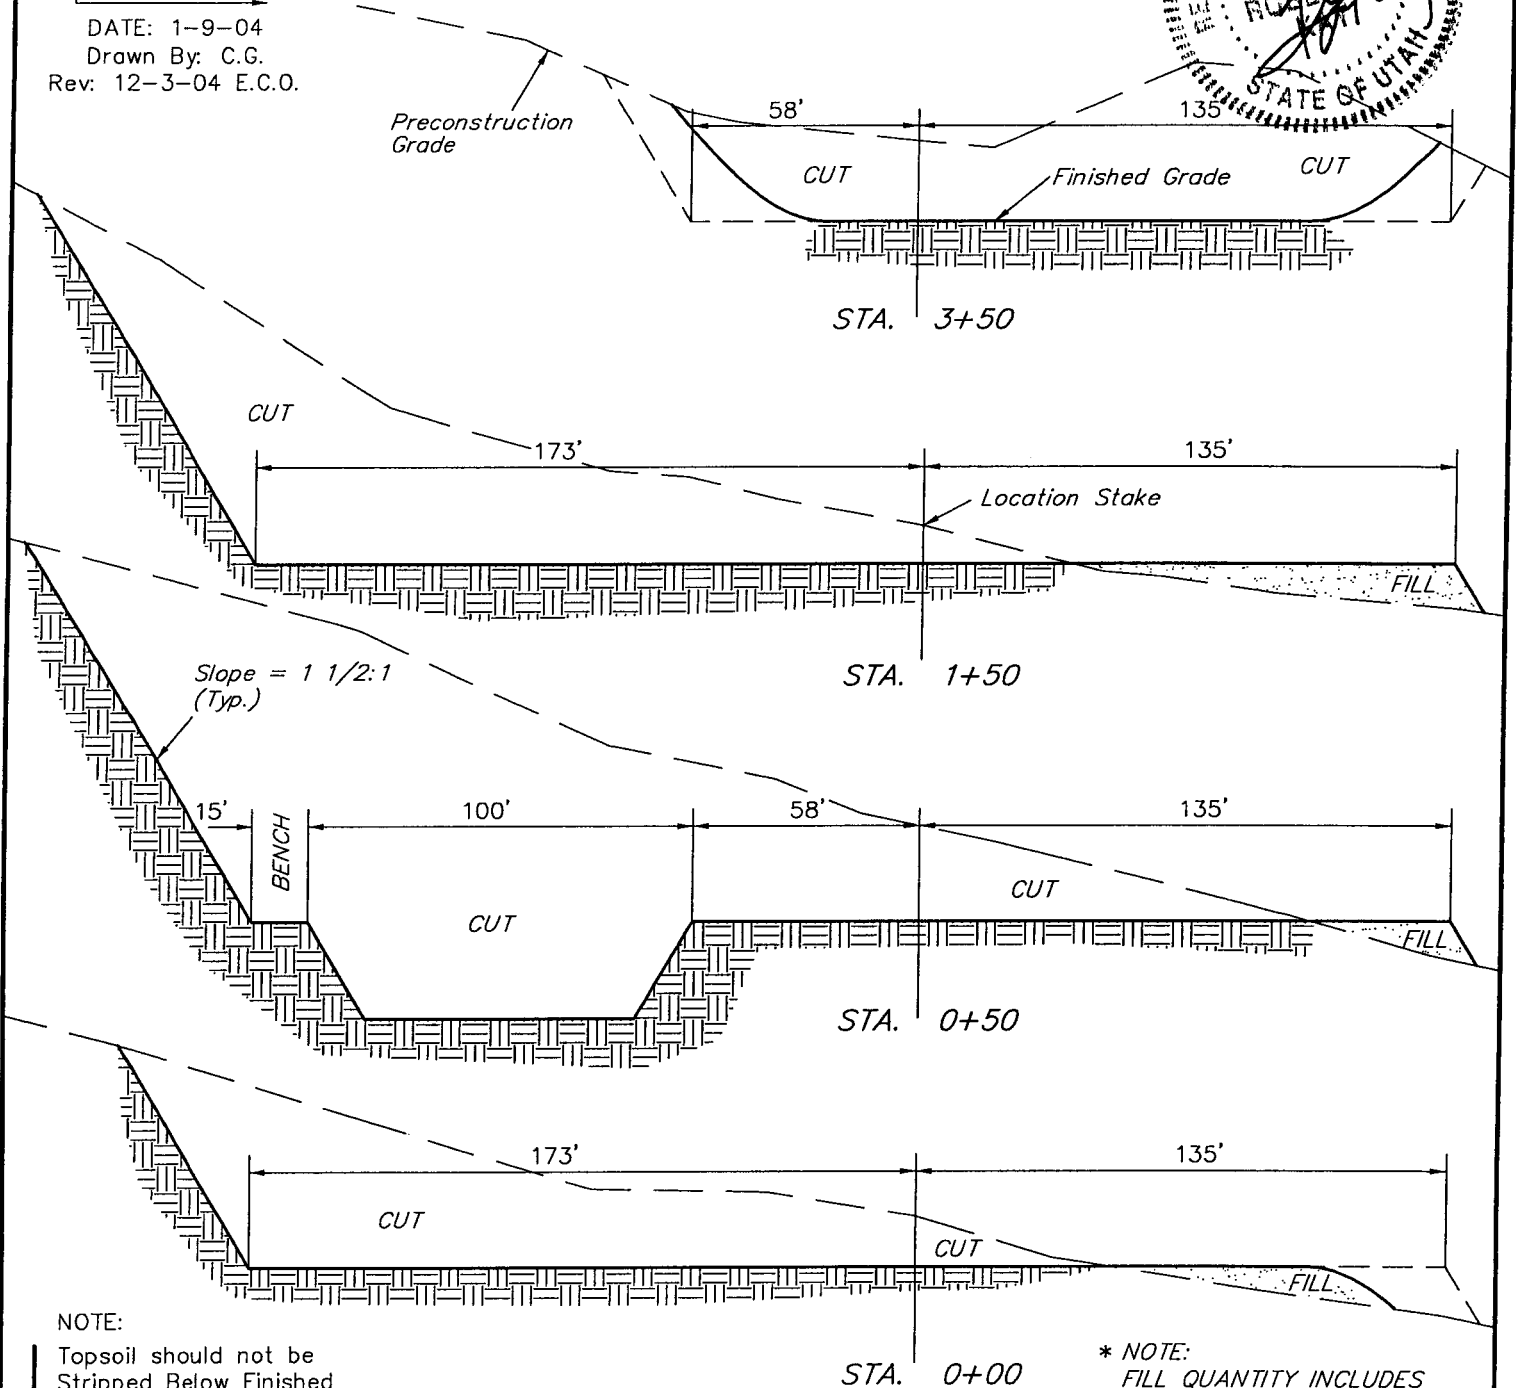 DATE: 1-9-04
Drawn By: C.G.
Rev: 12-3-04 E.C.O.
STATE OF UTAH
Preconstruction
Grade
58'
135'
CUT
CUT
Finished Grade
STA. 3+50
CUT
173'
135'
Location Stake
FILL
STA. 1+50
Slope = 1 1/2:1
(Typ.)
15'
BENCH
100'
58'
135'
CUT
CUT
FILL
STA. 0+50
173'
135'
CUT
CUT
FILL
STA. 0+00
NOTE:
Topsoil should not be
Stripped Below Finished
* NOTE:
FILL QUANTITY INCLUDES